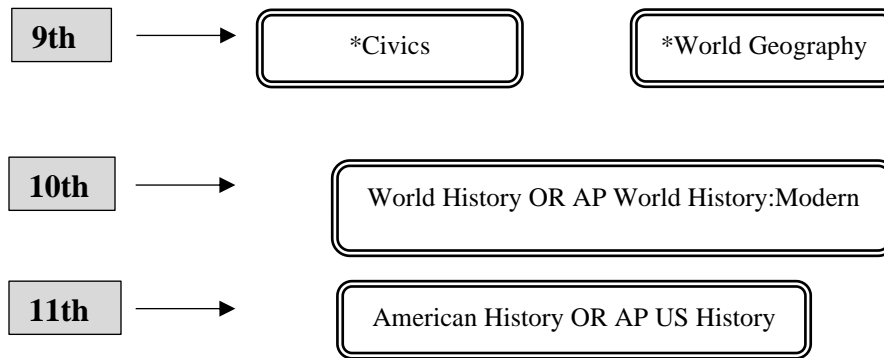 9th *Civics *World Geography
10th World History OR AP World History:Modern
11th American History OR AP US History